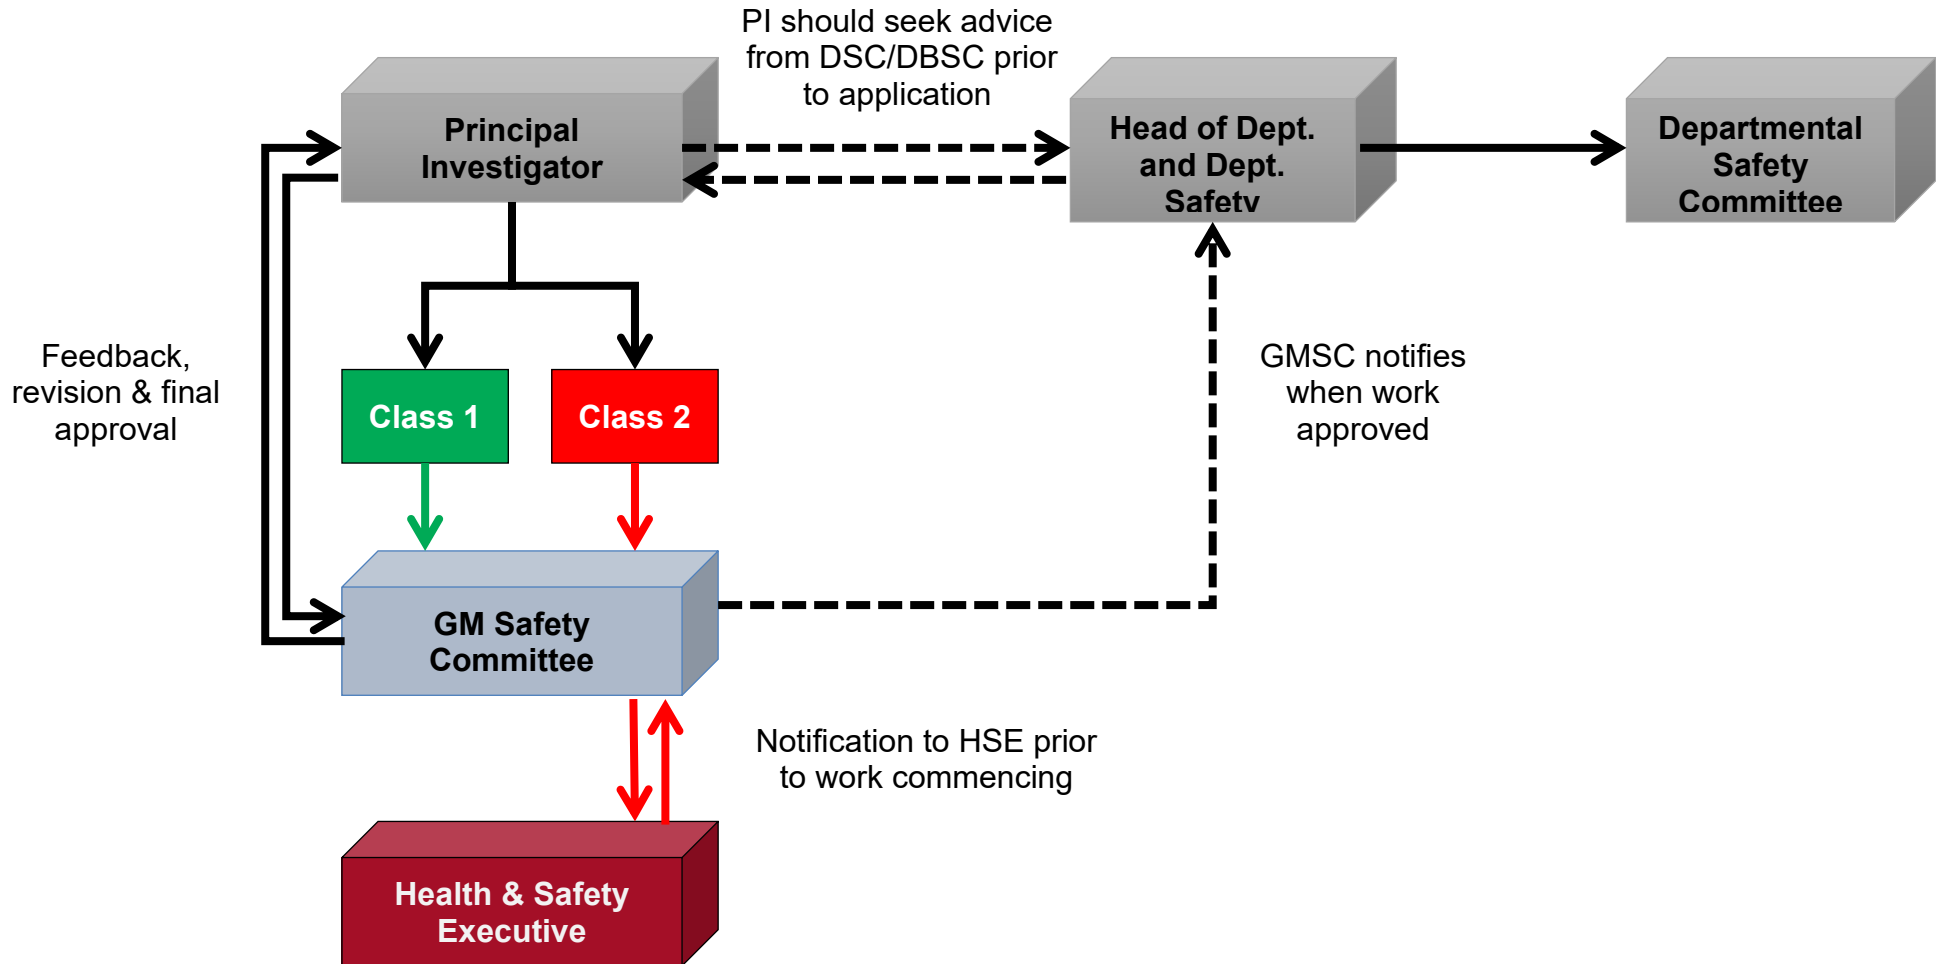 PI should seek advice
from DSC/DBSC prior
to application
Principal
Investigator
Head of Dept.
and Dept.
Safety
Departmental
Safety
Committee
Feedback,
revision & final
approval
Class 1
Class 2
GMSC notifies
when work
approved
GM Safety
Committee
Notification to HSE prior
to work commencing
Health & Safety
Executive